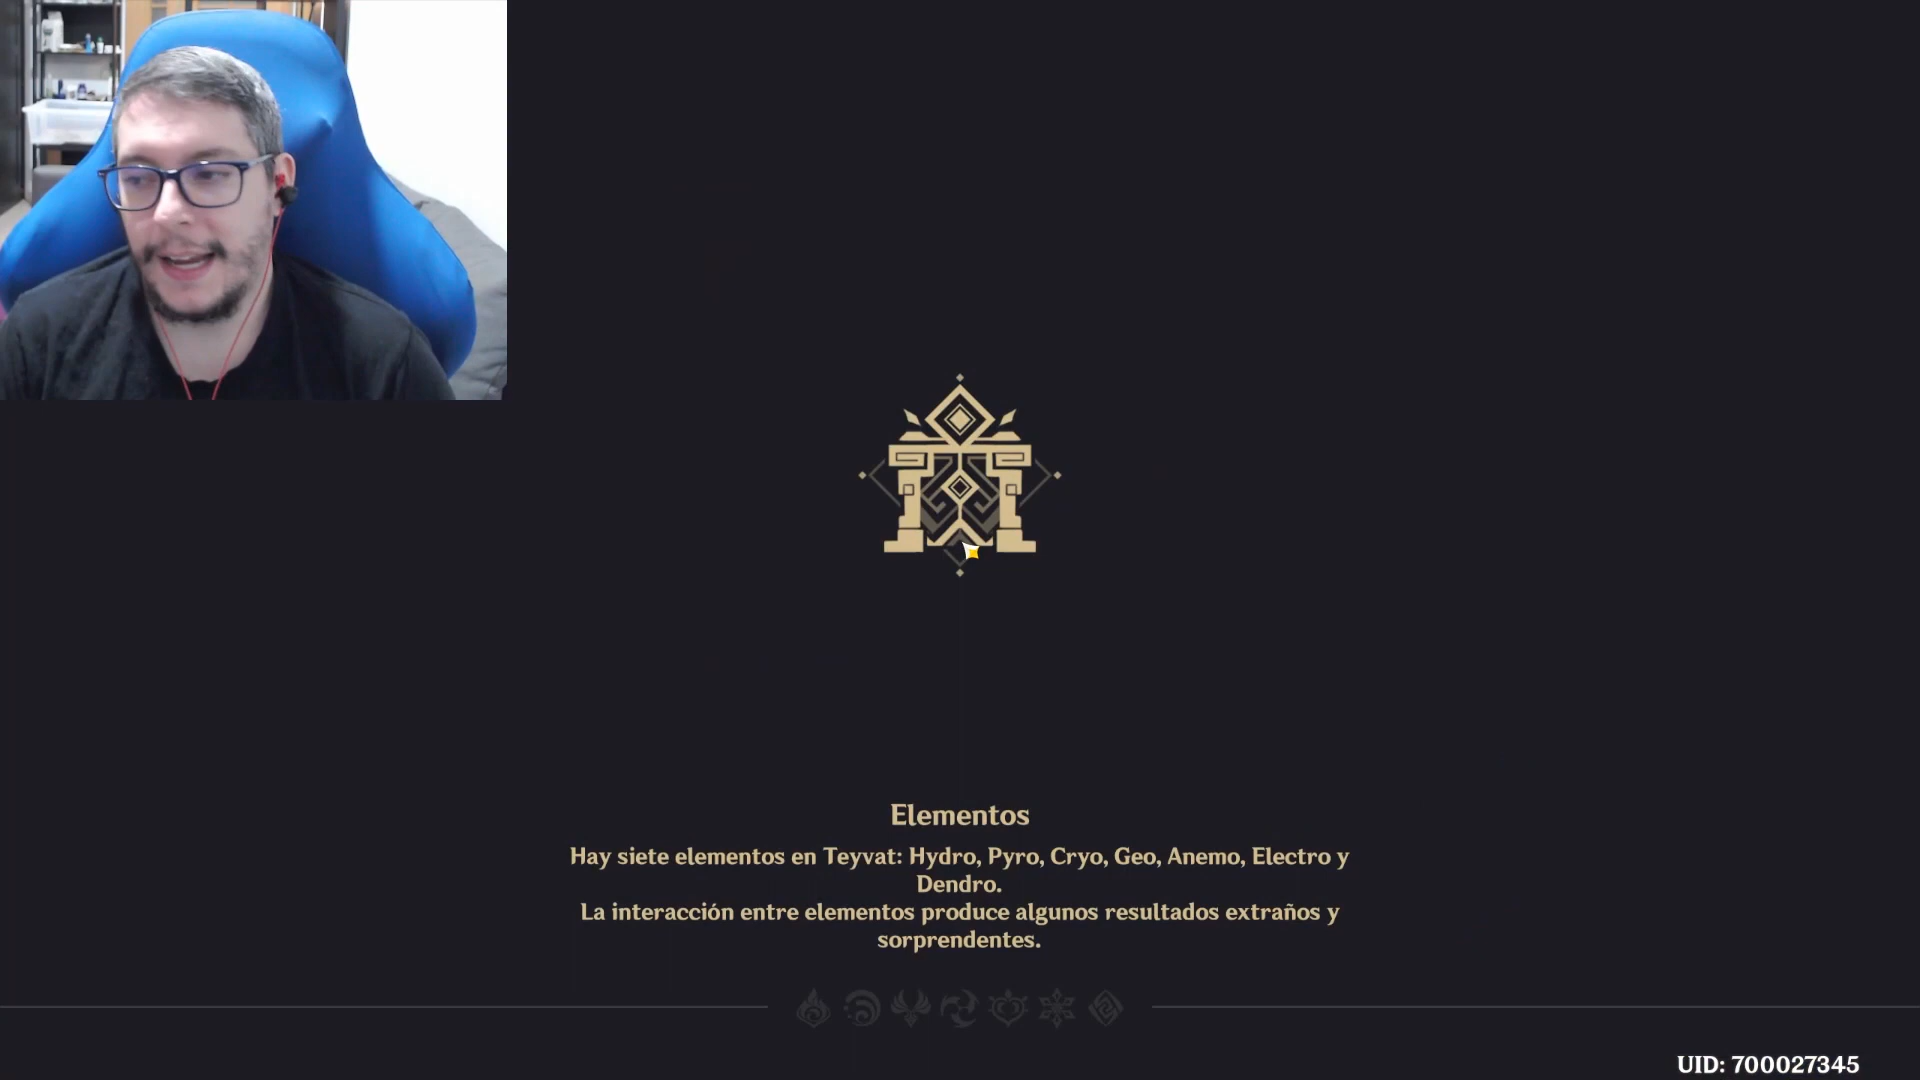 Elementos
Hay siete elementos en Teyvat: Hydro, Pyro, Cryo, Geo, Anemo, Electro y
Dendro.
La interacción entre elementos produce algunos resultados extraños y
sorprendentes.
UID: 700027345